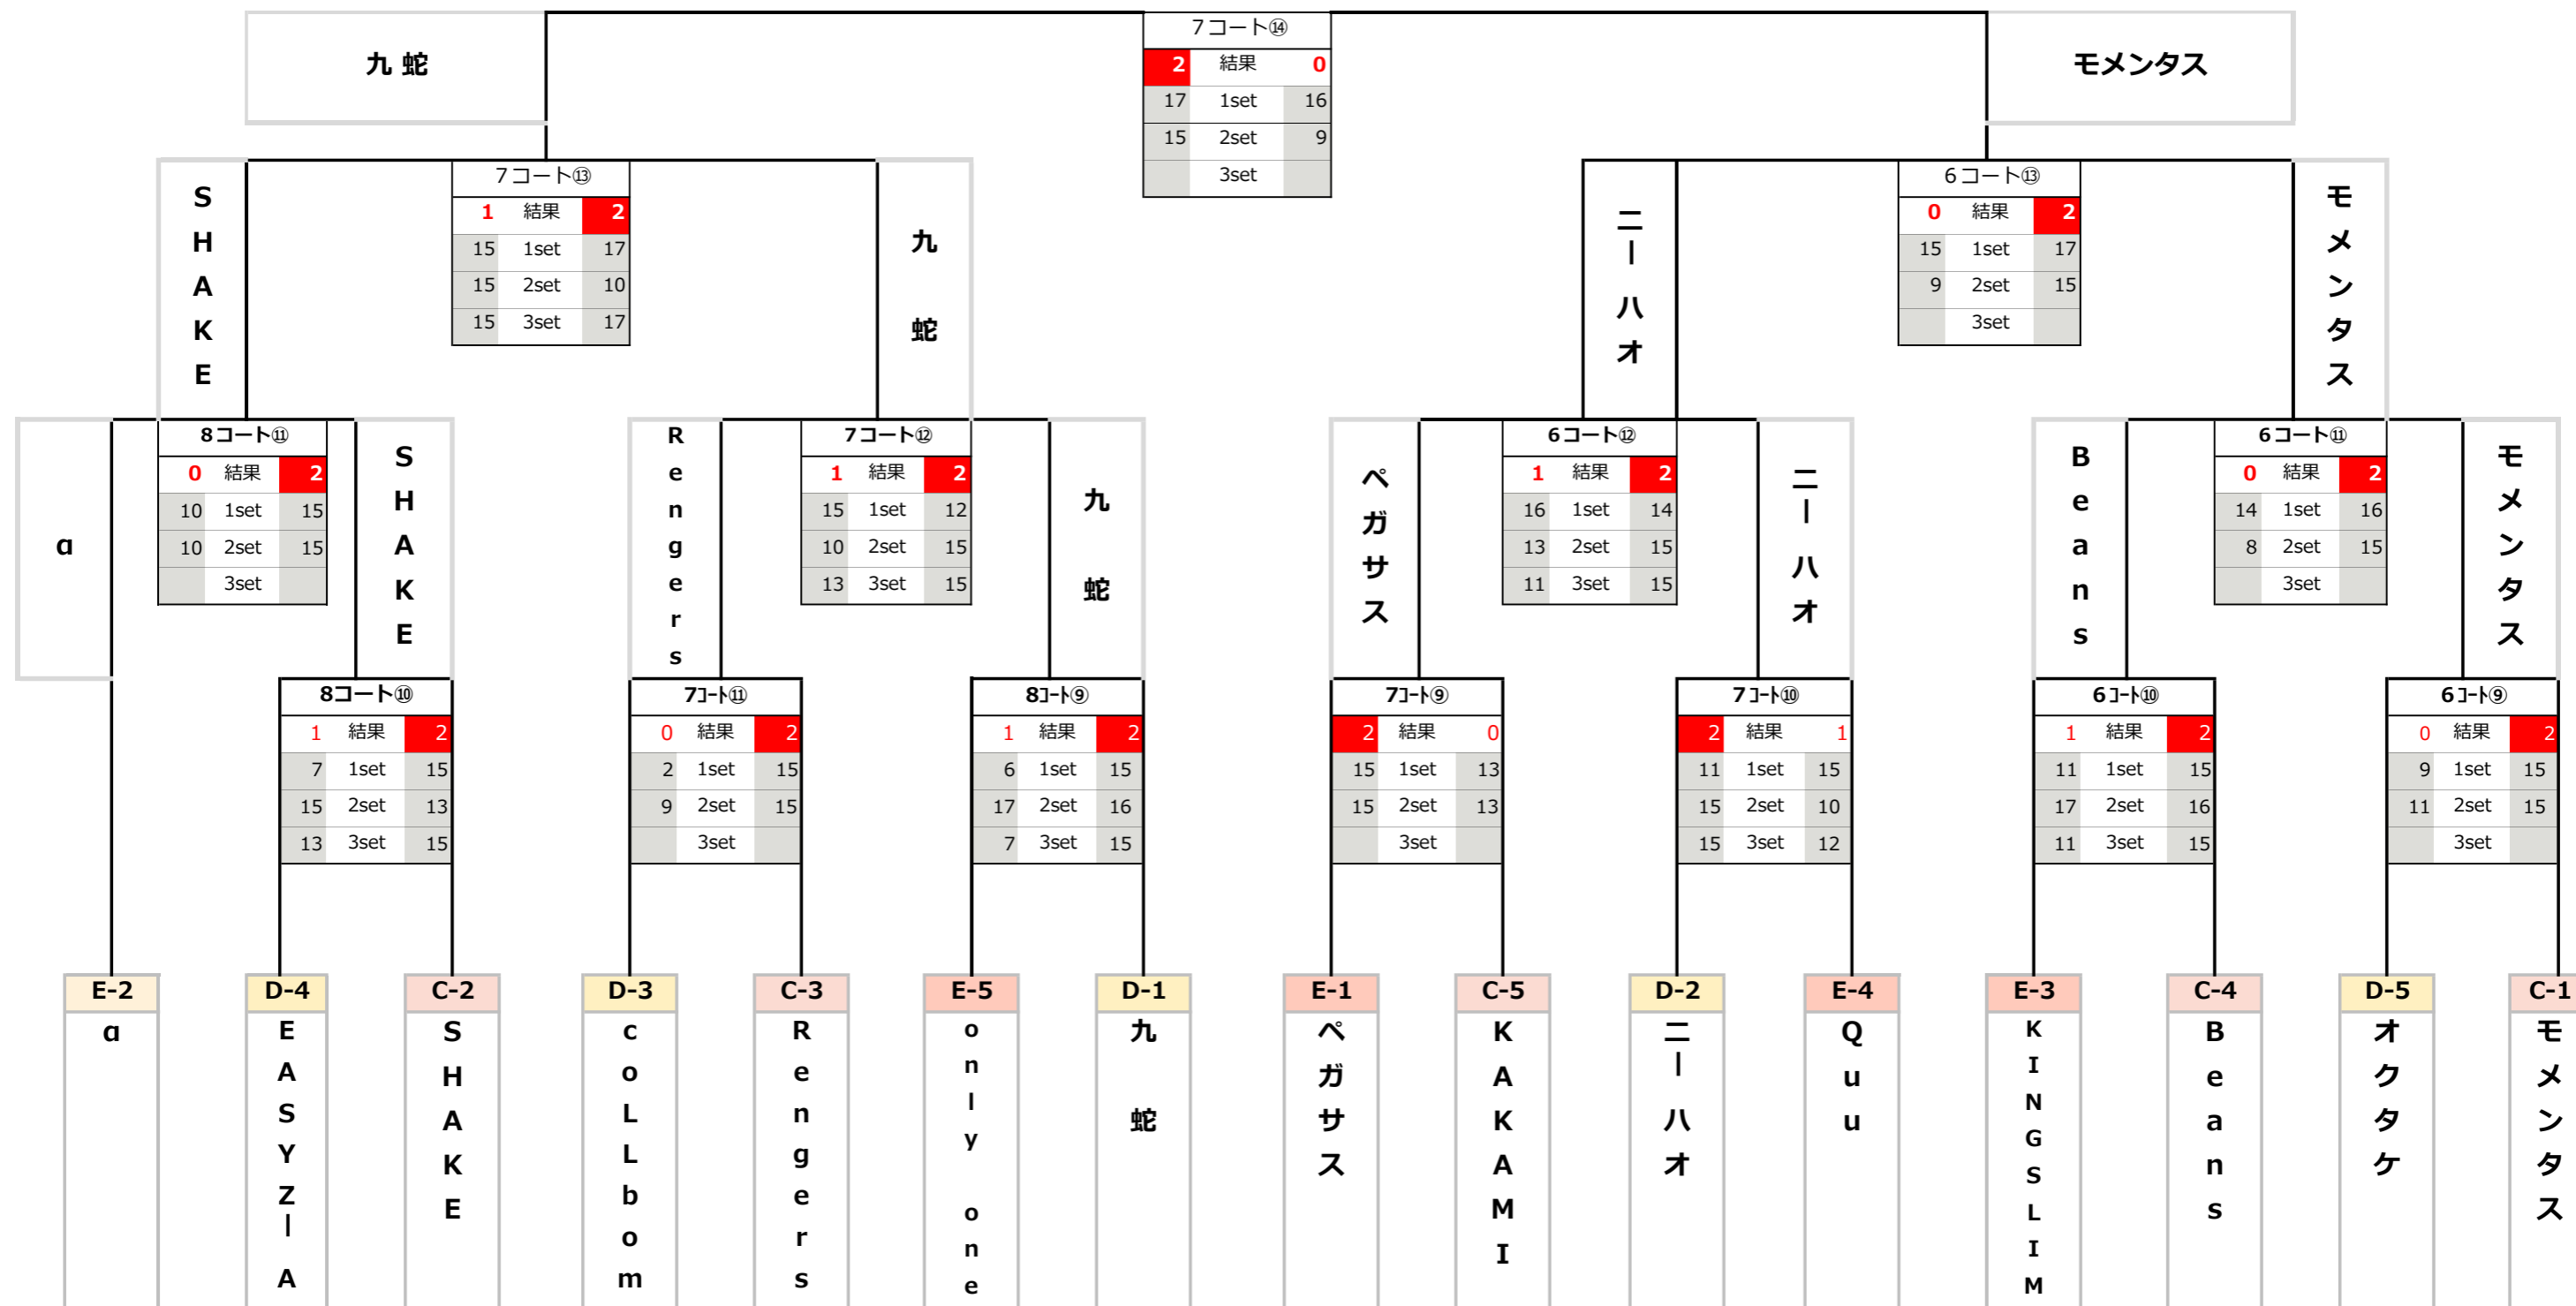 九 蛇
7コート⑭
2 結果 0
17 1set 16
15 2set 9
3set
モメンタス
SHAKE
7コート⑬
1 結果 2
15 1set 17
15 2set 10
15 3set 17
九 蛇
ニーハオ
6コート⑬
0 結果 2
15 1set 17
9 2set 15
3set
モメンタス
α
8コート⑪
0 結果 2
10 1set 15
10 2set 15
3set
SHAKE
Rengers
7コート⑫
1 結果 2
15 1set 12
10 2set 15
13 3set 15
九 蛇
ペガサス
6コート⑫
1 結果 2
16 1set 14
13 2set 15
11 3set 15
ニーハオ
Beans
6コート⑪
0 結果 2
14 1set 16
8 2set 15
3set
モメンタス
8コート⑩
1 結果 2
7 1set 15
15 2set 13
13 3set 15
7コート⑪
0 結果 2
2 1set 15
9 2set 15
3set
8コート⑨
1 結果 2
6 1set 15
17 2set 16
7 3set 15
7コート⑨
2 結果 0
15 1set 13
15 2set 13
3set
7コート⑩
2 結果 1
11 1set 15
15 2set 10
15 3set 12
6コート⑩
1 結果 2
11 1set 15
17 2set 16
11 3set 15
6コート⑨
0 結果 2
9 1set 15
11 2set 15
3set
E-2
α
D-4
EASYZーA
C-2
SHAKE
D-3
coLLbom
C-3
Rengers
E-5
only one
D-1
九 蛇
E-1
ペガサス
C-5
KAKAMI
D-2
ニーハオ
E-4
Quu
E-3
KINGSLIM
C-4
Beans
D-5
オクタケ
C-1
モメンタス